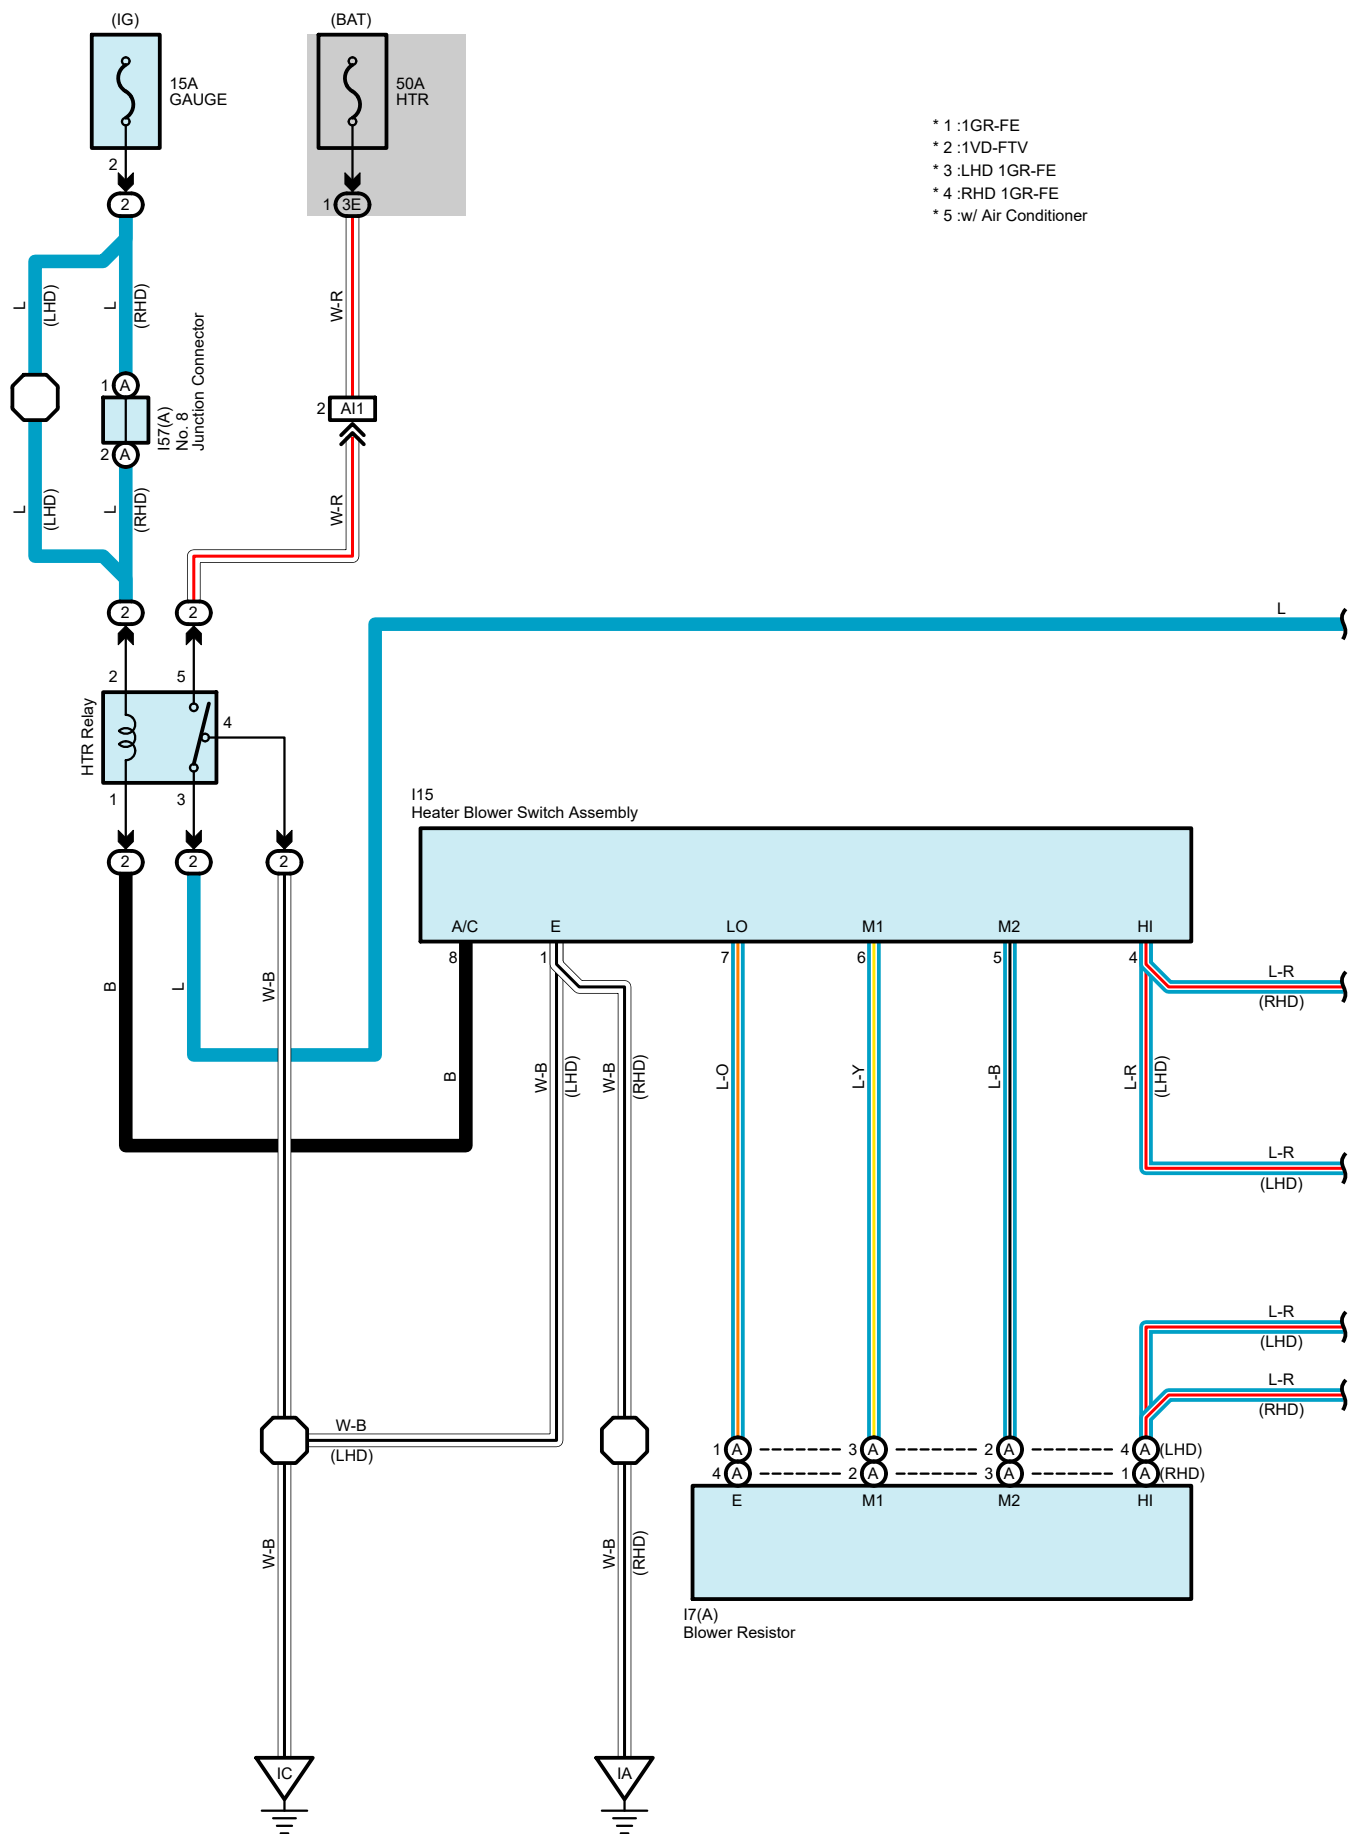 (IG)
(BAT)
15A
GAUGE
50A
HTR
* 1 :1GR-FE
* 2 :1VD-FTV
* 3 :LHD 1GR-FE
* 4 :RHD 1GR-FE
* 5 :w/ Air Conditioner
2
2
1
3E
L
(LHD)
L
(RHD)
W-R
1
A
I57(A)
No. 8
Junction Connector
2
AI1
2
A
L
(LHD)
L
(RHD)
W-R
2
2
L
2
5
4
HTR Relay
1
3
I15
Heater Blower Switch Assembly
2
2
2
A/C
E
LO
M1
M2
HI
8
1
7
6
5
4
L-R
(RHD)
B
L
W-B
B
W-B
(LHD)
W-B
(RHD)
L-O
L-Y
L-B
L-R
(LHD)
L-R
(LHD)
L-R
(LHD)
L-R
(RHD)
W-B
(LHD)
1
A
3
A
2
A
4
A
(LHD)
4
A
2
A
3
A
1
A
(RHD)
E
M1
M2
HI
W-B
W-B
(RHD)
I7(A)
Blower Resistor
IC
IA